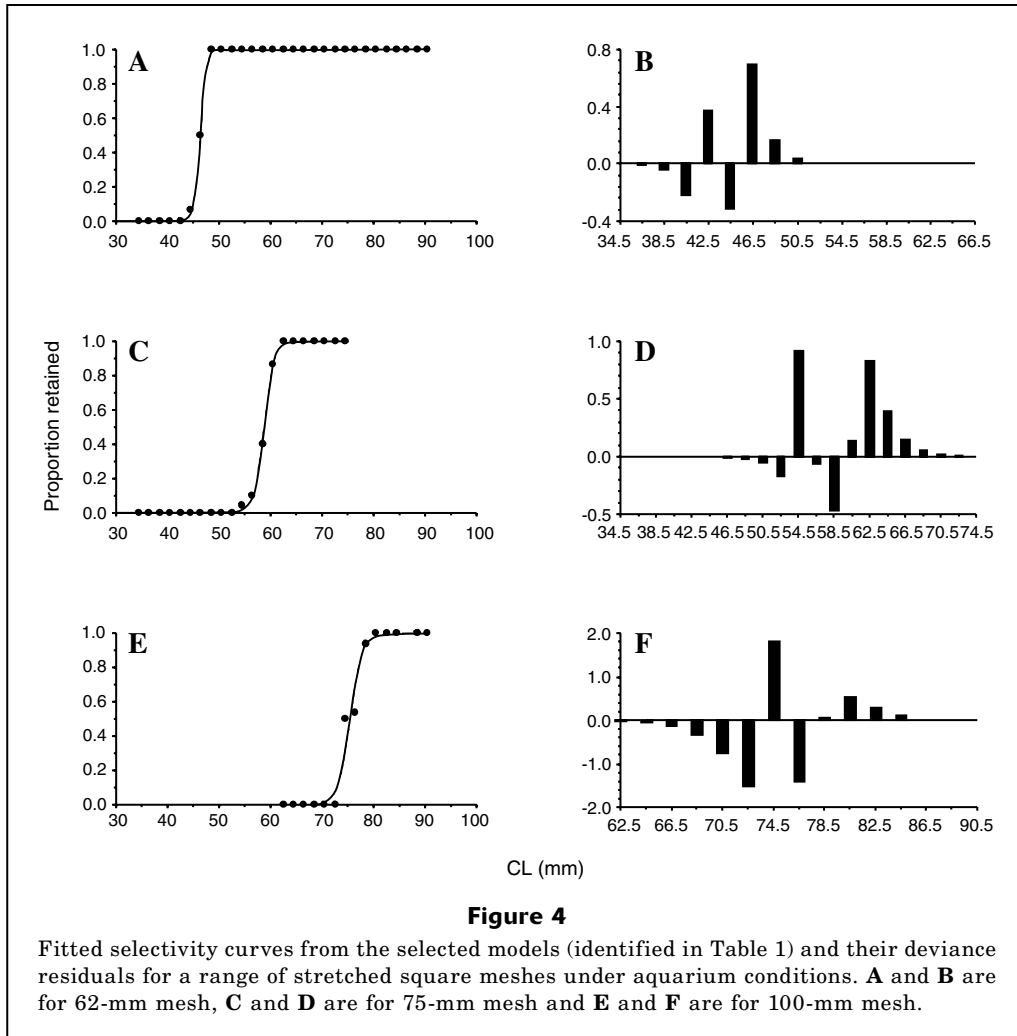 A
1.0
0.8
0.6
0.4
0.2
0.0
30 40 50 60 70 80 90 100
B
0.8
0.4
0.0
-0.4
34.5 38.5 42.5 46.5 50.5 54.5 58.5 62.5 66.5
Proportion retained
C
1.0
0.8
0.6
0.4
0.2
0.0
30 40 50 60 70 80 90 100
D
1.0
0.5
0.0
-0.5
34.5 38.5 42.5 46.5 50.5 54.5 58.5 62.5 66.5 70.5 74.5
E
1.0
0.8
0.6
0.4
0.2
0.0
30 40 50 60 70 80 90 100
F
2.0
1.0
0.0
-1.0
-2.0
62.5 66.5 70.5 74.5 78.5 82.5 86.5 90.5
CL (mm)
Figure 4
Fitted selectivity curves from the selected models (identified in Table 1) and their deviance
residuals for a range of stretched square meshes under aquarium conditions. A and B are
for 62-mm mesh, C and D are for 75-mm mesh and E and F are for 100-mm mesh.